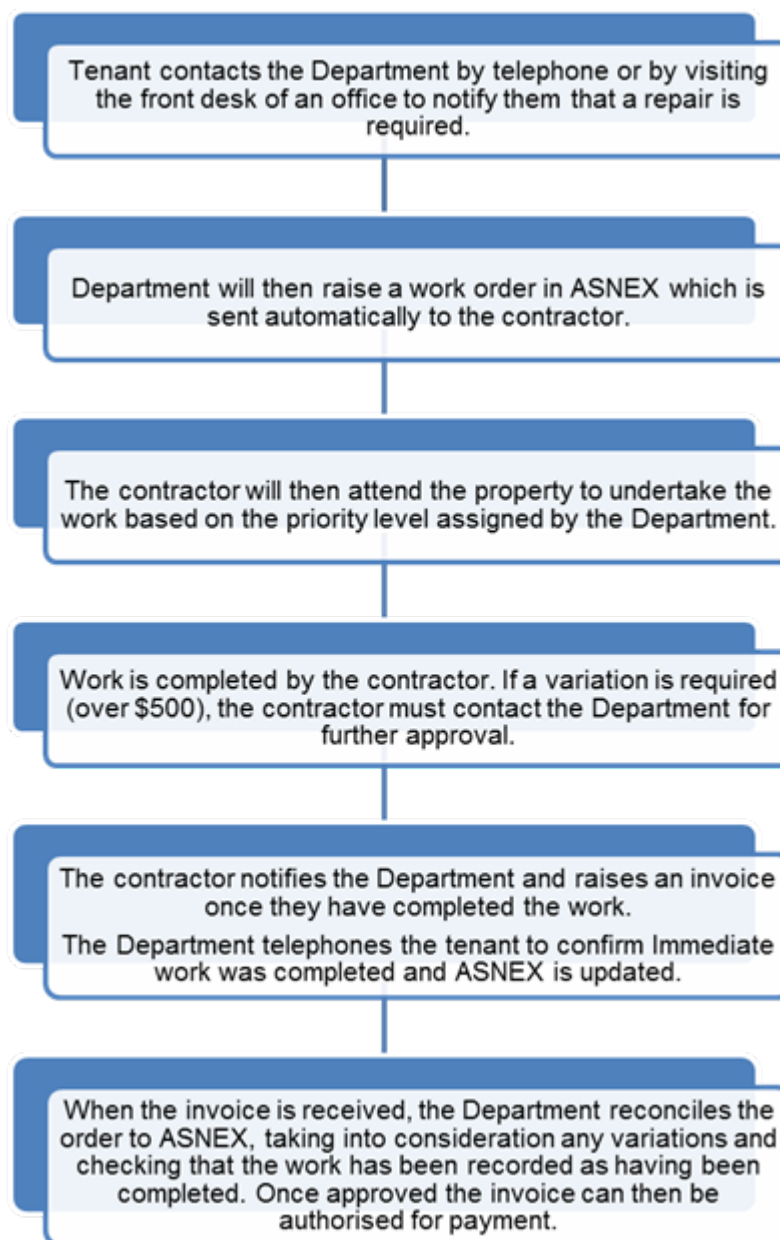 Tenant contacts the Department by telephone or by visiting
the front desk of an office to notify them that a repair is
required.
Department will then raise a work order in ASNEX which is
sent automatically to the contractor.
The contractor will then attend the property to undertake the
work based on the priority level assigned by the Department.
Work is completed by the contractor. If a variation is required
(over $500), the contractor must contact the Department for
further approval.
The contractor notifies the Department and raises an invoice
once they have completed the work.
The Department telephones the tenant to confirm Immediate
work was completed and ASNEX is updated.
When the invoice is received, the Department reconciles the
order to ASNEX, taking into consideration any variations and
checking that the work has been recorded as having been
completed. Once approved the invoice can then be
authorised for payment.